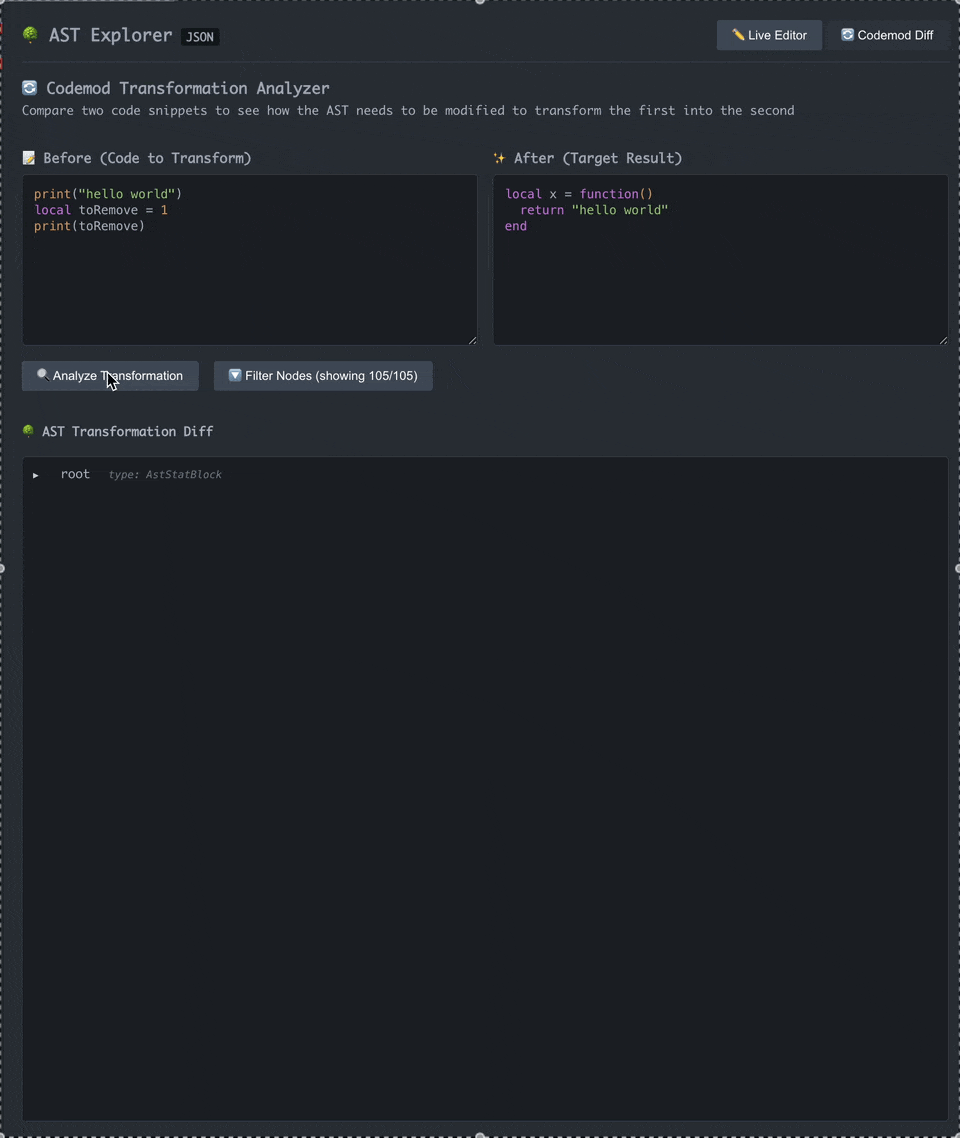 AST Explorer JSON
Live Editor
Codemod Diff
Codemod Transformation Analyzer
Compare two code snippets to see how the AST needs to be modified to transform the first into the second
Before (Code to Transform)
print("hello world")
local toRemove = 1
print(toRemove)
After (Target Result)
local x = function()
  return "hello world"
end
Analyze Transformation
Filter Nodes (showing 105/105)
AST Transformation Diff
root type: AstStatBlock